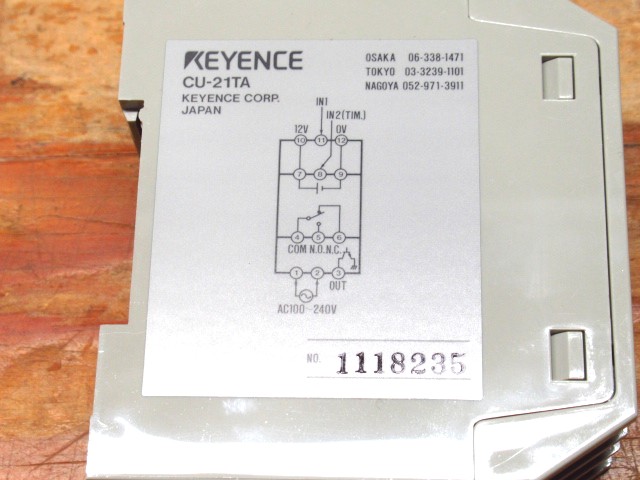 KEYENCE
CU-21TA
KEYENCE CORP.
JAPAN
OSAKA 06-338-1471
TOKYO 03-3239-1101
NAGOYA 052-971-3911
IN1
IN2(TIM.)
12V 0V
10 11 12
7 8 9
4 5 6
COM N.O. N.C.
1 2 3
OUT
AC100-240V
NO. 1118235